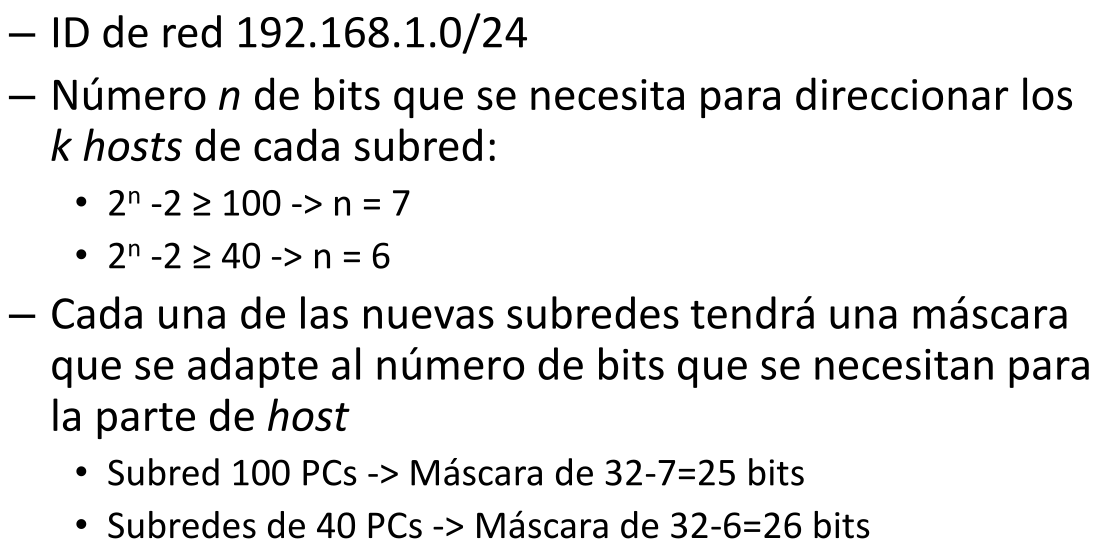 – ID de red 192.168.1.0/24
– Número n de bits que se necesita para direccionar los
k hosts de cada subred:
• 2ⁿ -2 ≥ 100 -> n = 7
• 2ⁿ -2 ≥ 40 -> n = 6
– Cada una de las nuevas subredes tendrá una máscara
que se adapte al número de bits que se necesitan para
la parte de host
• Subred 100 PCs -> Máscara de 32-7=25 bits
• Subredes de 40 PCs -> Máscara de 32-6=26 bits